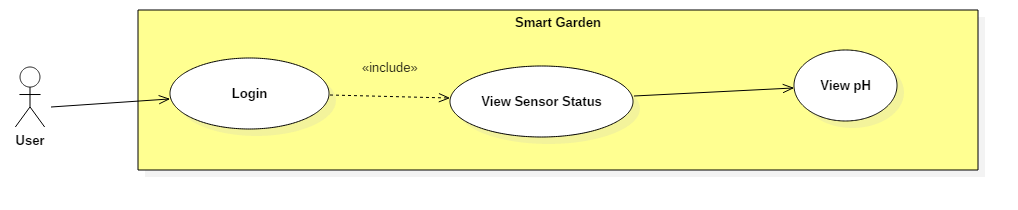 Smart Garden
«include»
Login
View Sensor Status
View pH
User